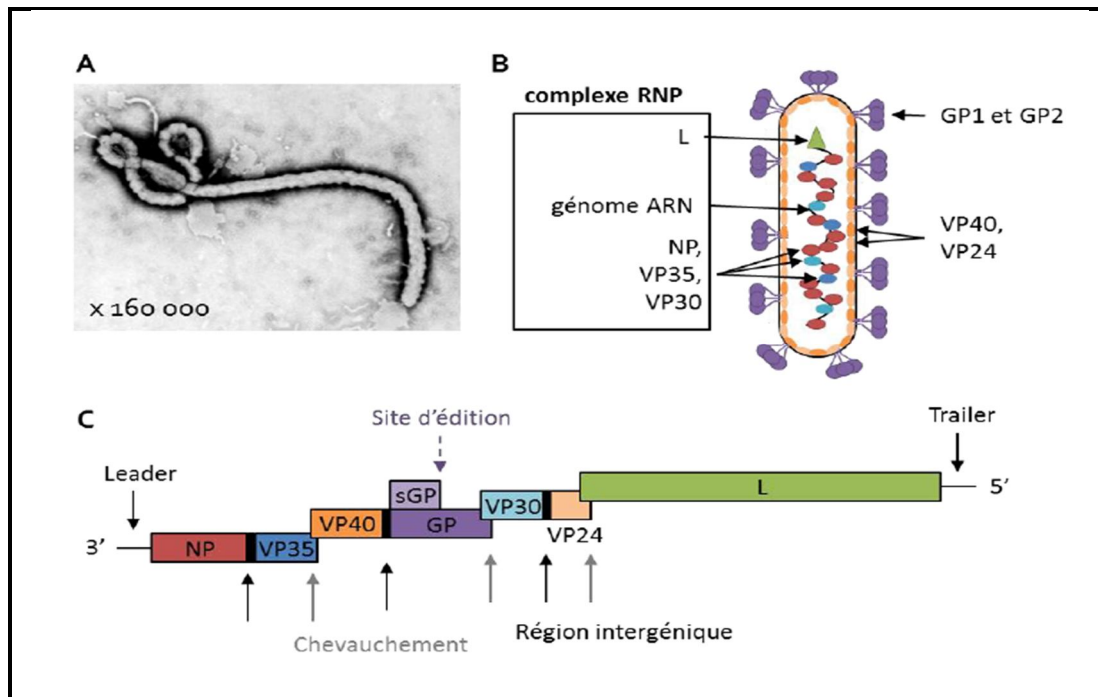 A
x 160 000
B
complexe RNP
L
génome ARN
NP,
VP35,
VP30
GP1 et GP2
VP40,
VP24
C
Site d'édition
Trailer
Leader
sGP
L
5'
VP40
GP
VP30
VP24
3'
NP
VP35
Chevauchement
Région intergénique